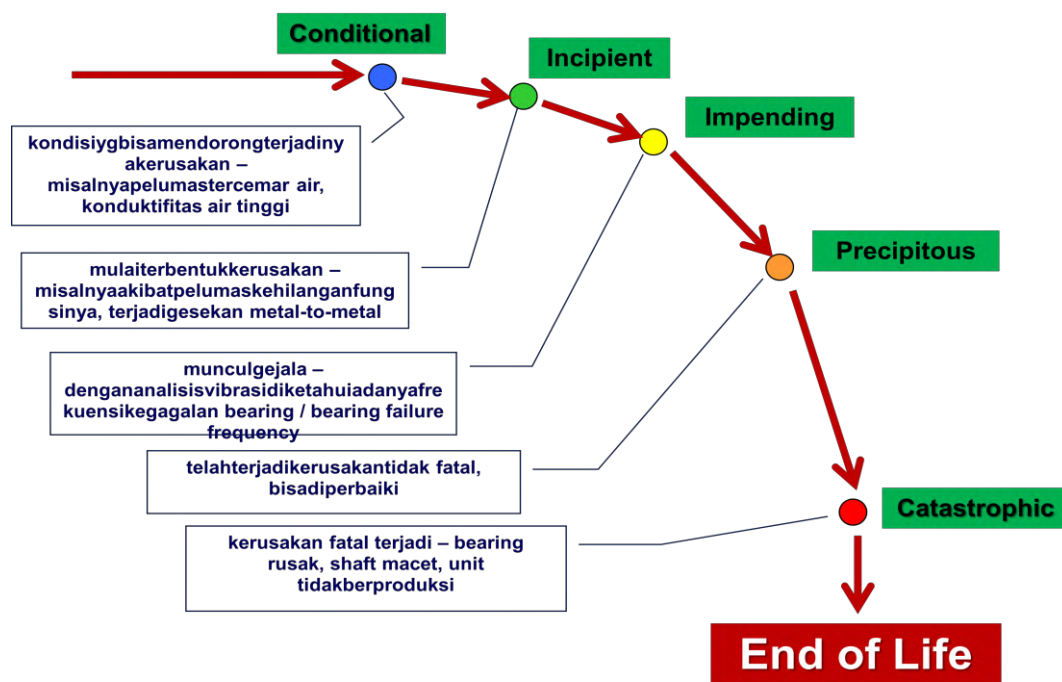 Conditional
Incipient
Impending
Precipitous
Catastrophic
kondisiygbisamendorongterjadiny
akerusakan –
misalnyapelumastercemar air,
konduktifitas air tinggi
mulaiterbentukkerusakan –
misalnyaakibatpelumaskehilanganfung
sinya, terjadigesekan metal-to-metal
munculgejala –
dengananalisisvibrasidiketahuiadanyafre
kuensikegagalan bearing / bearing failure
frequency
telahterjadikerusakantidak fatal,
bisadiperbaiki
kerusakan fatal terjadi – bearing
rusak, shaft macet, unit
tidakberproduksi
End of Life